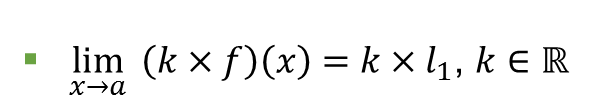 ▪ lim (k × f)(x) = k × l₁, k ∈ ℝ
x→a